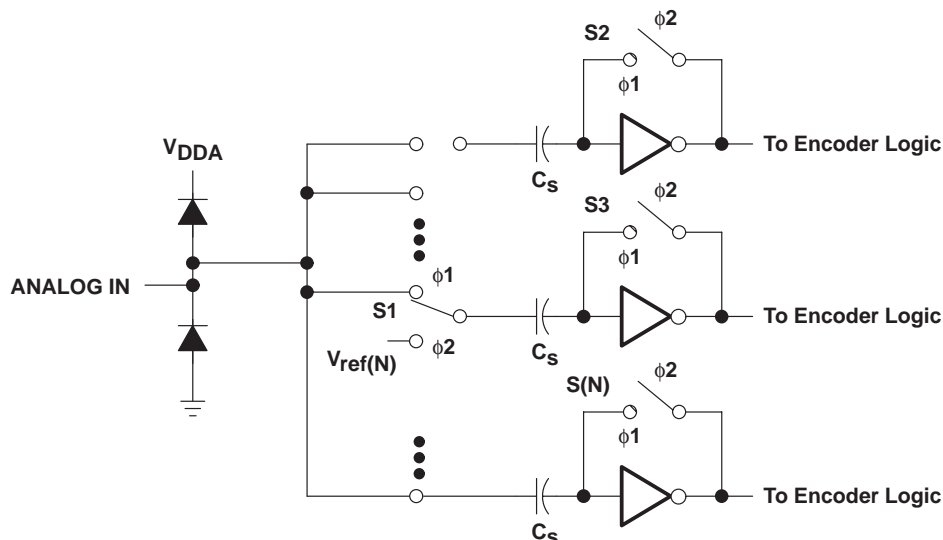 S2
ϕ2
ϕ1
To Encoder Logic
VDDA
Cs
S3
ϕ2
ϕ1
ANALOG IN
ϕ1
S1
To Encoder Logic
Vref(N)
ϕ2
Cs
S(N)
ϕ2
ϕ1
To Encoder Logic
Cs